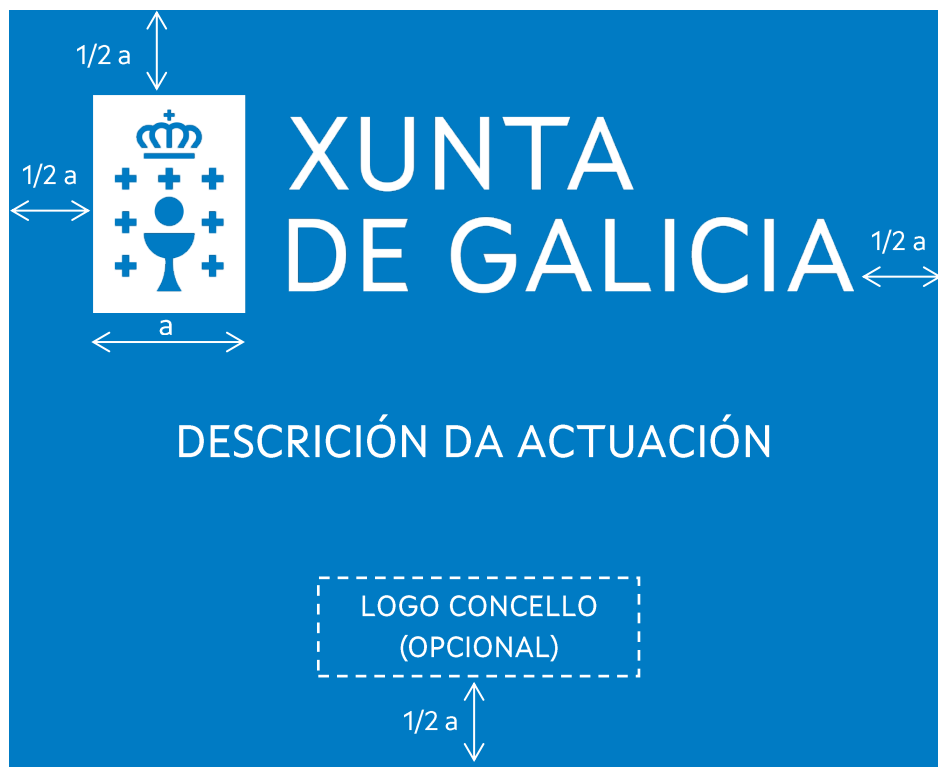 1/2 a
XUNTA
1/2 a
DE GALICIA
1/2 a
a
DESCRICIÓN DA ACTUACIÓN
LOGO CONCELLO
(OPCIONAL)
1/2 a